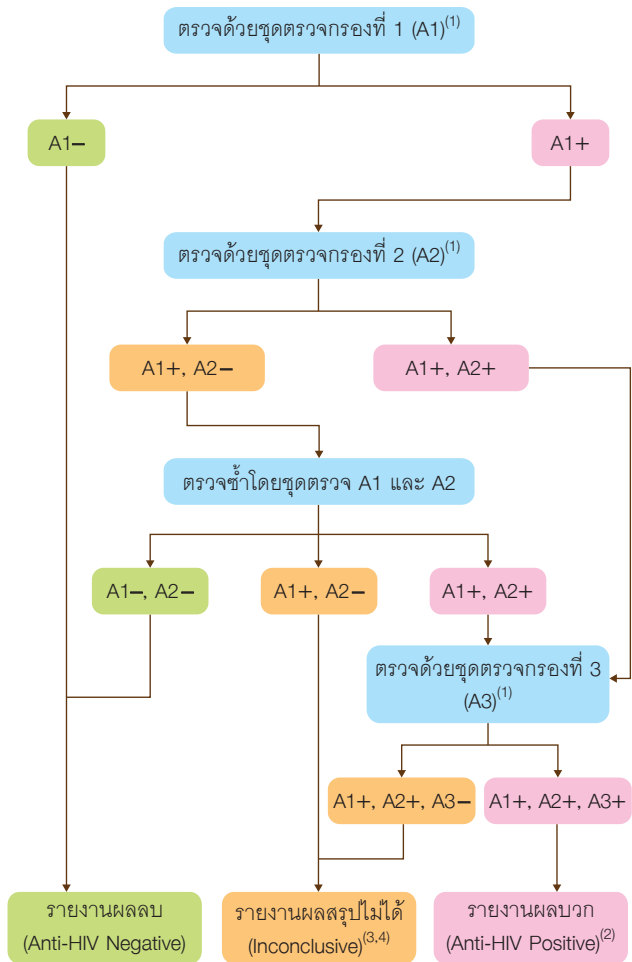 ตรวจด้วยชุดตรวจกรองที่ 1 (A1)(1)
A1–
A1+
ตรวจด้วยชุดตรวจกรองที่ 2 (A2)(1)
A1+, A2–
A1+, A2+
ตรวจซ้ำโดยชุดตรวจ A1 และ A2
A1–, A2–
A1+, A2–
A1+, A2+
ตรวจด้วยชุดตรวจกรองที่ 3
(A3)(1)
A1+, A2+, A3–
A1+, A2+, A3+
รายงานผลลบ
(Anti-HIV Negative)
รายงานผลสรุปไม่ได้
(Inconclusive)(3,4)
รายงานผลบวก
(Anti-HIV Positive)(2)